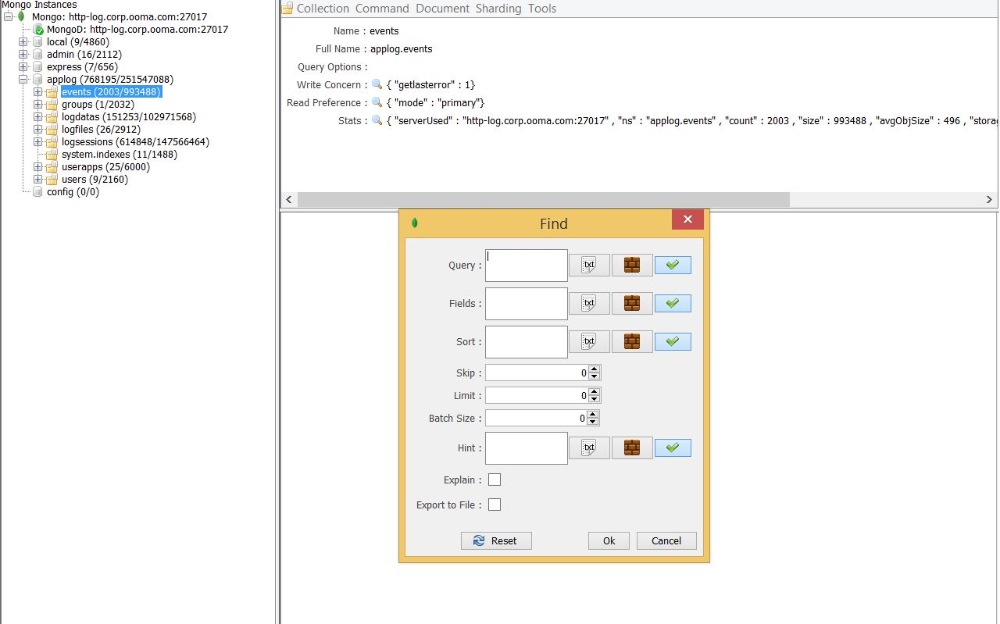 Mongo Instances
Mongo: http-log.corp.ooma.com:27017
MongoD: http-log.corp.ooma.com:27017
local (9/4860)
admin (16/2112)
express (7/656)
applog (768195/251547088)
events (2003/993488)
groups (1/2032)
logdatas (151253/102971568)
logfiles (26/2912)
logsessions (614848/147566464)
system.indexes (11/1488)
userapps (25/6000)
users (9/2160)
config (0/0)
Collection Command Document Sharding Tools
Name : events
Full Name : applog.events
Query Options :
Write Concern : { "getlasterror" : 1}
Read Preference : { "mode" : "primary"}
Stats : { "serverUsed" : "http-log.corp.ooma.com:27017" , "ns" : "applog.events" , "count" : 2003 , "size" : 993488 , "avgObjSize" : 496 , "storag
Find
Query : txt
Fields : txt
Sort : txt
Skip : 0
Limit : 0
Batch Size : 0
Hint : txt
Explain :
Export to File :
Reset Ok Cancel